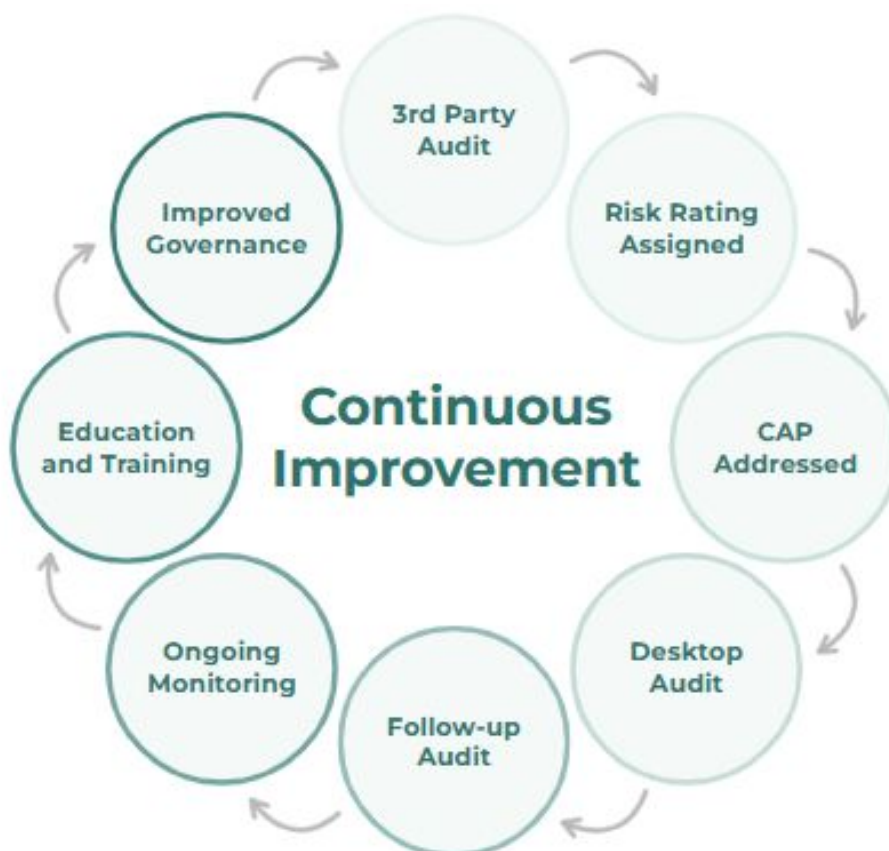 3rd Party
Audit
Risk Rating
Assigned
CAP
Addressed
Desktop
Audit
Follow-up
Audit
Ongoing
Monitoring
Education
and Training
Improved
Governance
Continuous
Improvement